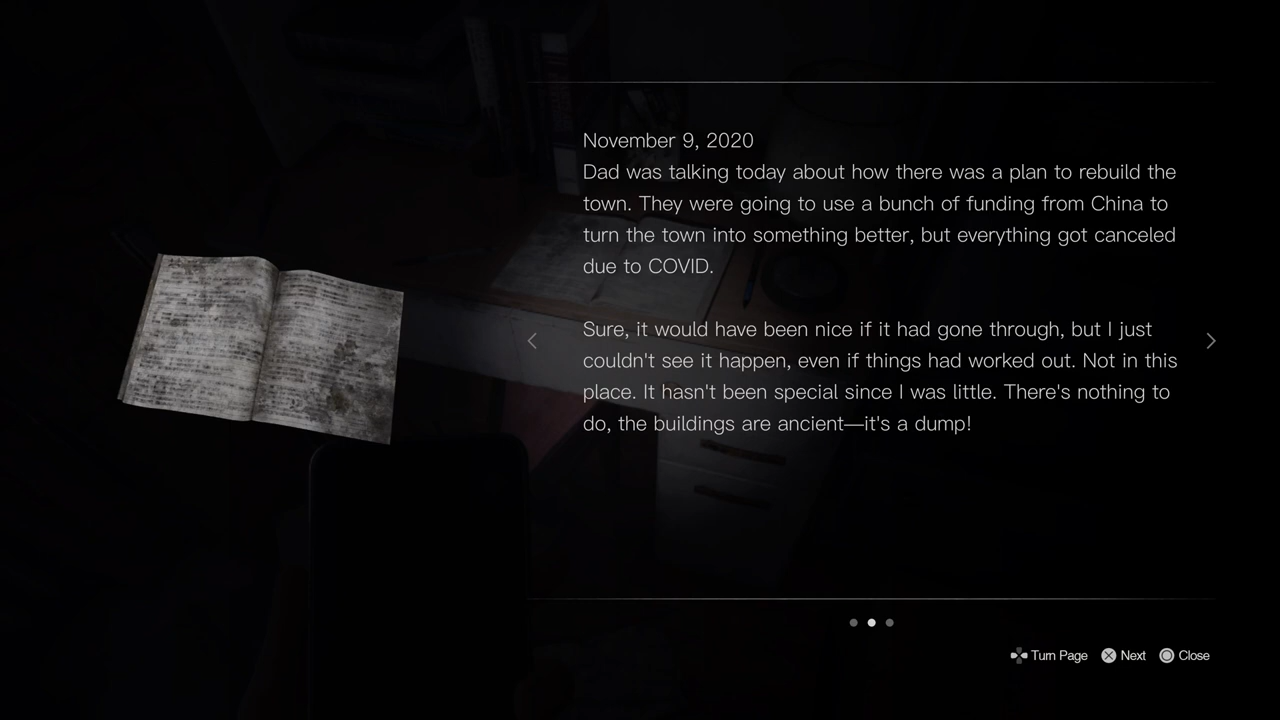 November 9, 2020
Dad was talking today about how there was a plan to rebuild the
town. They were going to use a bunch of funding from China to
turn the town into something better, but everything got canceled
due to COVID.
Sure, it would have been nice if it had gone through, but I just
couldn't see it happen, even if things had worked out. Not in this
place. It hasn't been special since I was little. There's nothing to
do, the buildings are ancient—it's a dump!
Turn Page Next Close